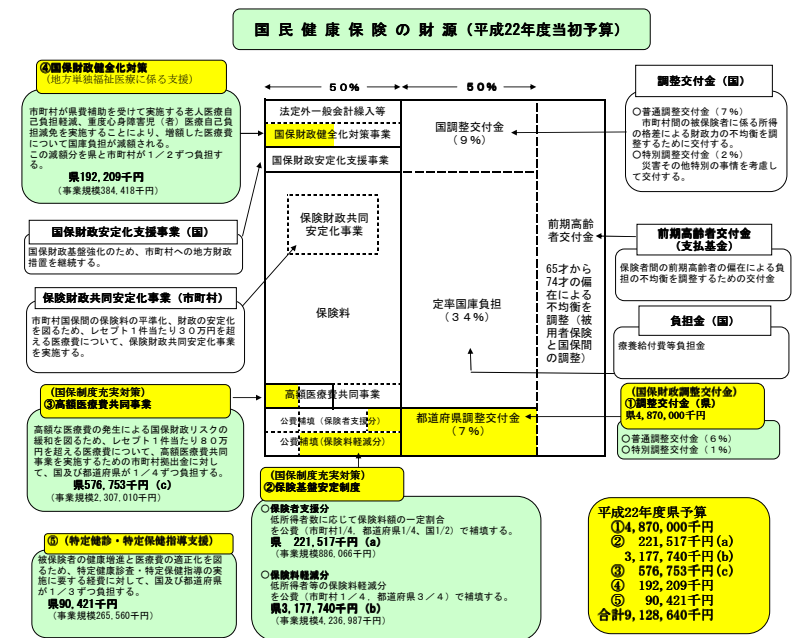 国民健康保険の財源（平成22年度当初予算）
④国保財政健全化対策
（地方単独福祉医療に係る支援）
市町村が県費補助を受けて実施する老人医療自
己負担軽減、重度心身障害児（者）医療自己負
担減免を実施することにより、増額した医療費
について国庫負担が減額される。
この減額分を県と市町村が１／２ずつ負担す
る。
県192,209千円
（事業規模384,418千円）
国保財政安定化支援事業（国）
国保財政基盤強化のため、市町村への地方財政
措置を継続する。
保険財政共同安定化事業（市町村）
市町村国保間の保険料の平準化、財政の安定化
を図るため、レセプト１件当たり３０万円を超
える医療費について、保険財政共同安定化事業
を実施する。
（国保制度充実対策）
③高額医療費共同事業
高額な医療費の発生による国保財政リスクの
緩和を図るため、レセプト１件当たり８０万
円を超える医療費について、高額医療費共同
事業を実施するための市町村拠出金に対し
て、国及び都道府県が１／４ずつ負担する。
県576,753千円（c）
（事業規模2,307,010千円）
⑤（特定健診・特定保健指導支援）
被保険者の健康増進と医療費の適正化を図
るため、特定健康診査・特定保健指導の実
施に要する経費に対して、国及び都道府県
が１／３ずつ負担する。
県90,421千円
（事業規模265,560千円）
５０％
５０％
法定外一般会計繰入等
国保財政健全化対策事業
国保財政安定化支援事業
保険財政共同
安定化事業
保険料
高額医療費共同事業
公費補填（保険者支援分）
公費補填（保険料軽減分）
国調整交付金
（９％）
定率国庫負担
（３４％）
都道府県調整交付金
（７％）
前期高齢
者交付金
65才から
74才の偏
在による
不均衡を
調整（被
用者保険
と国保間
の調整）
（国保制度充実対策）
②保険基盤安定制度
○保険者支援分
低所得者数に応じて保険料額の一定割合
を公費（市町村1/4、都道府県1/4、国1/2）で補填する。
県　221,517千円（a）
（事業規模886,066千円）
○保険料軽減分
低所得者等の保険料軽減分
を公費（市町村１／４，都道府県３／４）で補填する。
県3,177,740千円（b）
（事業規模4,236,987千円）
調整交付金（国）
○普通調整交付金（７％）
市町村間の被保険者に係る所得
の格差による財政力の不均衡を調
整するために交付する。
○特別調整交付金（２％）
災害その他特別の事情を考慮し
て交付する。
前期高齢者交付金
（支払基金）
保険者間の前期高齢者の偏在による負
担の不均衡を調整するための交付金
負担金（国）
療養給付費等負担金
（国保財政調整交付金）
①調整交付金（県）
県4,870,000千円
○普通調整交付金（６％）
○特別調整交付金（１％）
平成22年度県予算
①4,870,000千円
②　221,517千円(a)
3,177,740千円(b)
③　576,753千円(c)
④　192,209千円
⑤　90,421千円
合計9,128,640千円